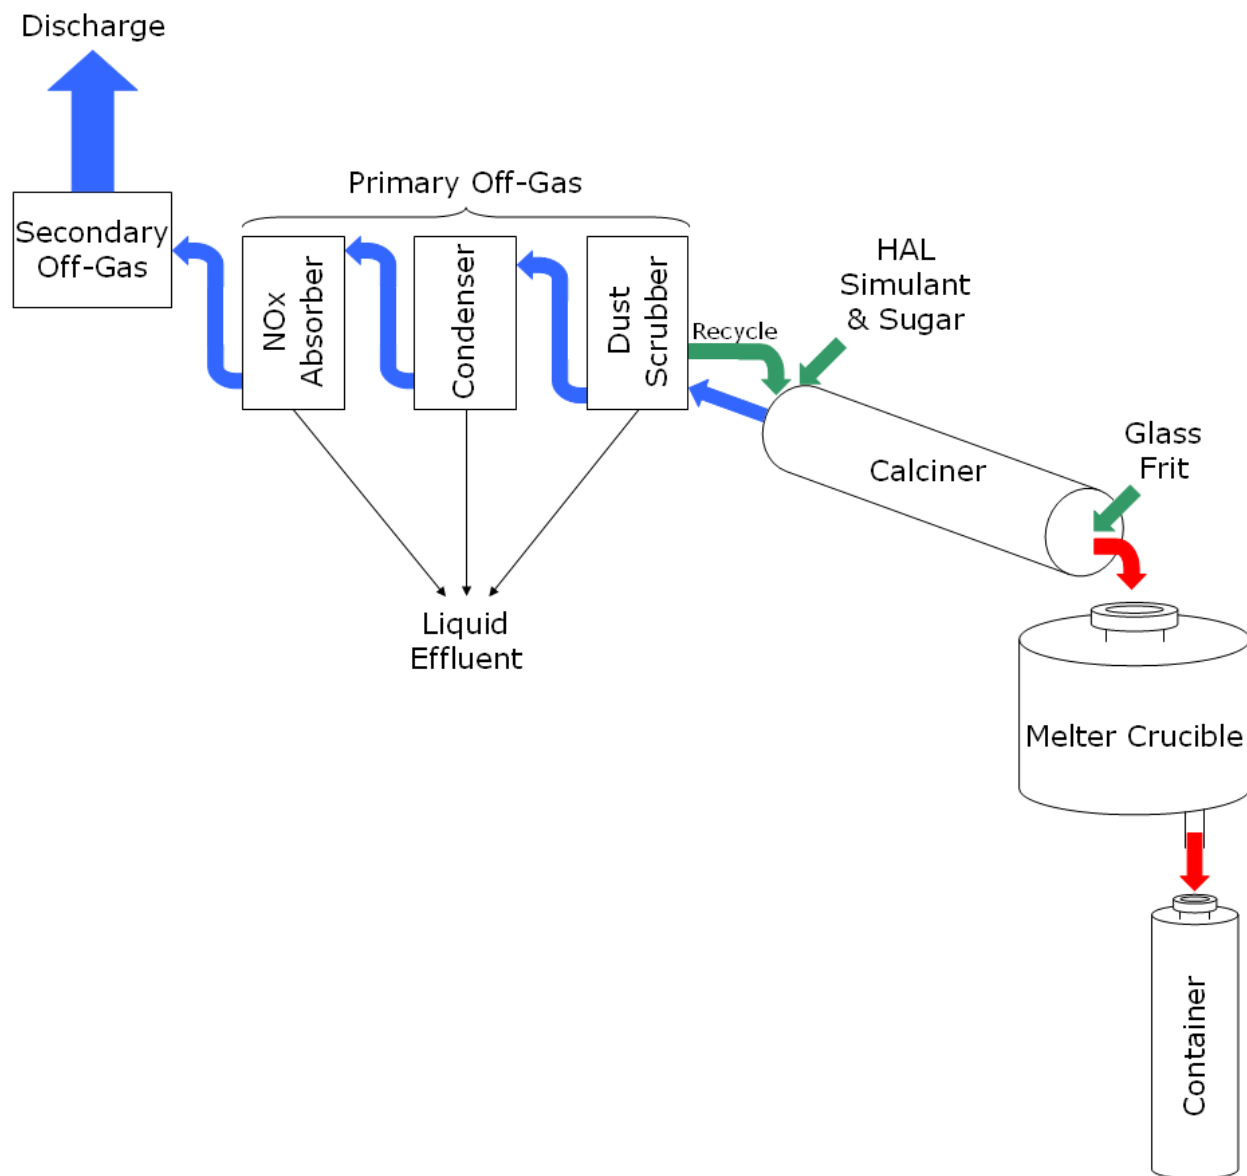 Discharge
Primary Off-Gas
Secondary
Off-Gas
NOx
Absorber
Condenser
Dust
Scrubber
Recycle
HAL
Simulant
& Sugar
Calciner
Glass
Frit
Liquid
Effluent
Melter Crucible
Container